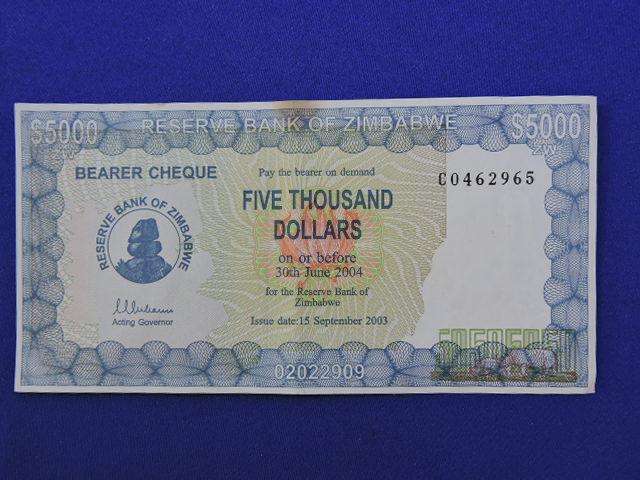 $5000 RESERVE BANK OF ZIMBABWE $5000
ZW ZW
BEARER CHEQUE
Pay the bearer on demand
C0462965
FIVE THOUSAND
DOLLARS
on or before
30th June 2004
for the Reserve Bank of
Zimbabwe
Issue date:15 September 2003
RESERVE BANK OF ZIMBABWE
Acting Governor
02022909